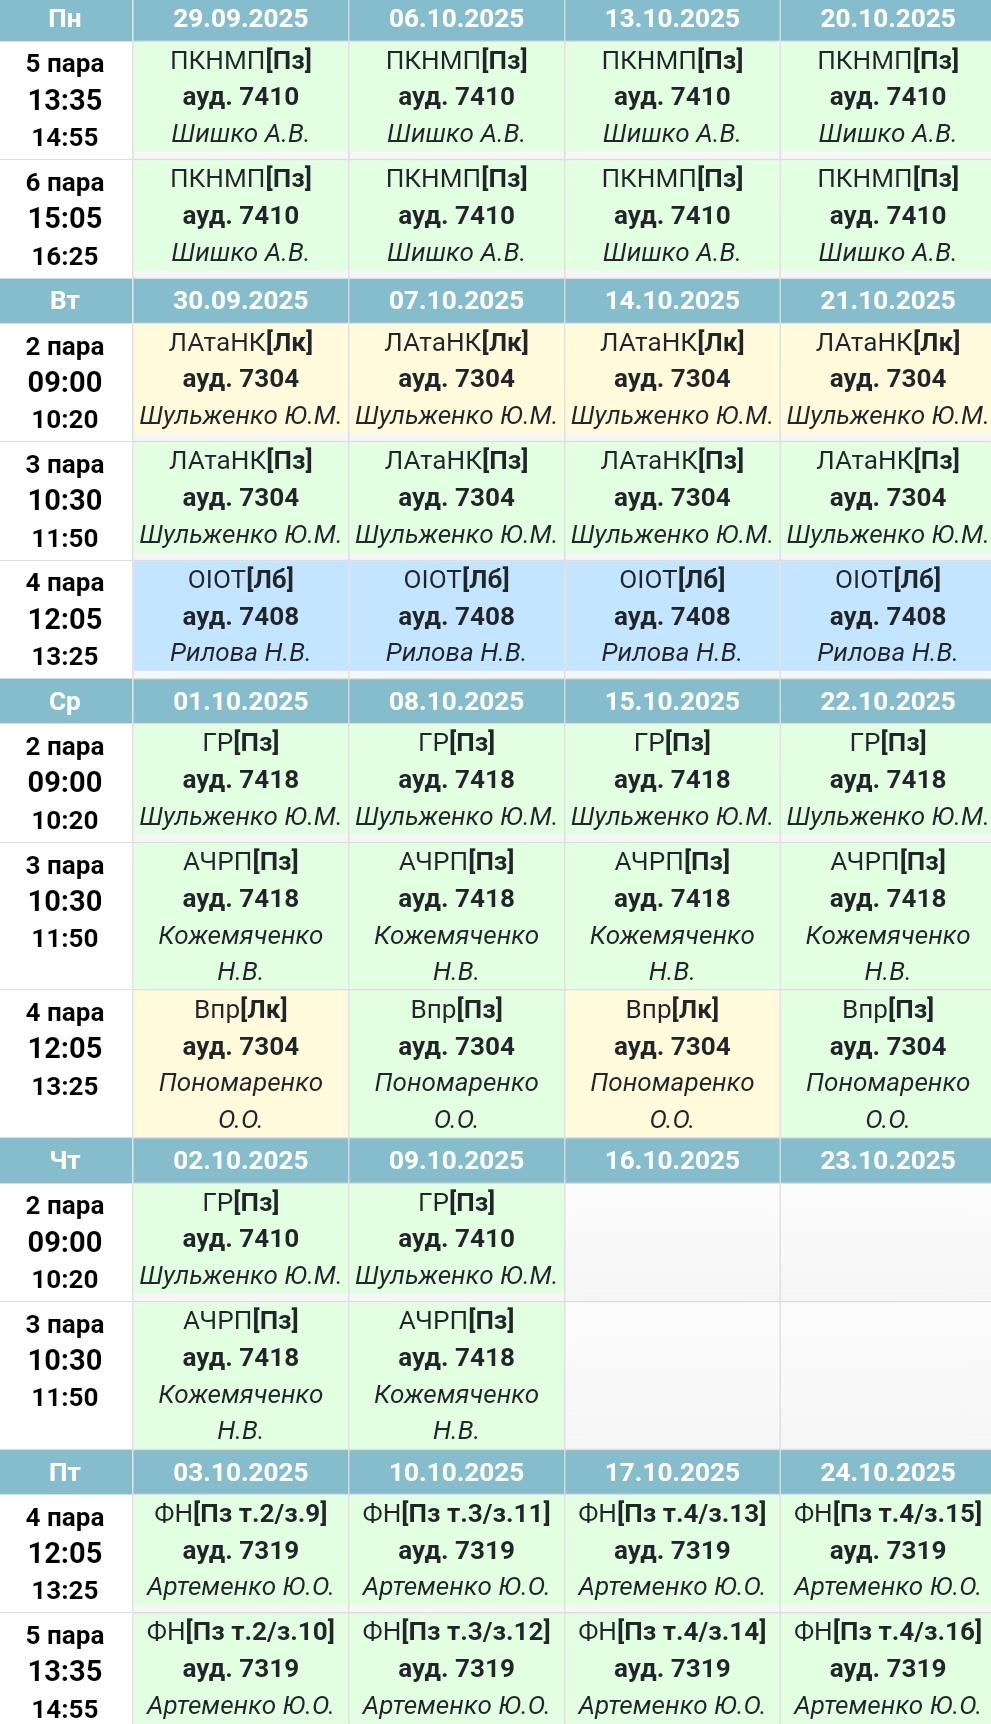 Пн 29.09.2025 06.10.2025 13.10.2025 20.10.2025
5 пара ПКНМП[Пз] ПКНМП[Пз] ПКНМП[Пз] ПКНМП[Пз]
13:35 ауд. 7410 ауд. 7410 ауд. 7410 ауд. 7410
14:55 Шишко А.В. Шишко А.В. Шишко А.В. Шишко А.В.
6 пара ПКНМП[Пз] ПКНМП[Пз] ПКНМП[Пз] ПКНМП[Пз]
15:05 ауд. 7410 ауд. 7410 ауд. 7410 ауд. 7410
16:25 Шишко А.В. Шишко А.В. Шишко А.В. Шишко А.В.
Вт 30.09.2025 07.10.2025 14.10.2025 21.10.2025
2 пара ЛАтаНК[Лк] ЛАтаНК[Лк] ЛАтаНК[Лк] ЛАтаНК[Лк]
09:00 ауд. 7304 ауд. 7304 ауд. 7304 ауд. 7304
10:20 Шульженко Ю.М. Шульженко Ю.М. Шульженко Ю.М. Шульженко Ю.М.
3 пара ЛАтаНК[Пз] ЛАтаНК[Пз] ЛАтаНК[Пз] ЛАтаНК[Пз]
10:30 ауд. 7304 ауд. 7304 ауд. 7304 ауд. 7304
11:50 Шульженко Ю.М. Шульженко Ю.М. Шульженко Ю.М. Шульженко Ю.М.
4 пара ОІОТ[Лб] ОІОТ[Лб] ОІОТ[Лб] ОІОТ[Лб]
12:05 ауд. 7408 ауд. 7408 ауд. 7408 ауд. 7408
13:25 Рилова Н.В. Рилова Н.В. Рилова Н.В. Рилова Н.В.
Ср 01.10.2025 08.10.2025 15.10.2025 22.10.2025
2 пара ГР[Пз] ГР[Пз] ГР[Пз] ГР[Пз]
09:00 ауд. 7418 ауд. 7418 ауд. 7418 ауд. 7418
10:20 Шульженко Ю.М. Шульженко Ю.М. Шульженко Ю.М. Шульженко Ю.М.
3 пара АЧРП[Пз] АЧРП[Пз] АЧРП[Пз] АЧРП[Пз]
10:30 ауд. 7418 ауд. 7418 ауд. 7418 ауд. 7418
11:50 Кожемяченко Кожемяченко Кожемяченко Кожемяченко
Н.В. Н.В. Н.В. Н.В.
4 пара Впр[Лк] Впр[Пз] Впр[Лк] Впр[Пз]
12:05 ауд. 7304 ауд. 7304 ауд. 7304 ауд. 7304
13:25 Пономаренко Пономаренко Пономаренко Пономаренко
О.О. О.О. О.О. О.О.
Чт 02.10.2025 09.10.2025 16.10.2025 23.10.2025
2 пара ГР[Пз] ГР[Пз]
09:00 ауд. 7410 ауд. 7410
10:20 Шульженко Ю.М. Шульженко Ю.М.
3 пара АЧРП[Пз] АЧРП[Пз]
10:30 ауд. 7418 ауд. 7418
11:50 Кожемяченко Кожемяченко
Н.В. Н.В.
Пт 03.10.2025 10.10.2025 17.10.2025 24.10.2025
4 пара ФН[Пз т.2/з.9] ФН[Пз т.3/з.11] ФН[Пз т.4/з.13] ФН[Пз т.4/з.15]
12:05 ауд. 7319 ауд. 7319 ауд. 7319 ауд. 7319
13:25 Артеменко Ю.О. Артеменко Ю.О. Артеменко Ю.О. Артеменко Ю.О.
5 пара ФН[Пз т.2/з.10] ФН[Пз т.3/з.12] ФН[Пз т.4/з.14] ФН[Пз т.4/з.16]
13:35 ауд. 7319 ауд. 7319 ауд. 7319 ауд. 7319
14:55 Артеменко Ю.О. Артеменко Ю.О. Артеменко Ю.О. Артеменко Ю.О.